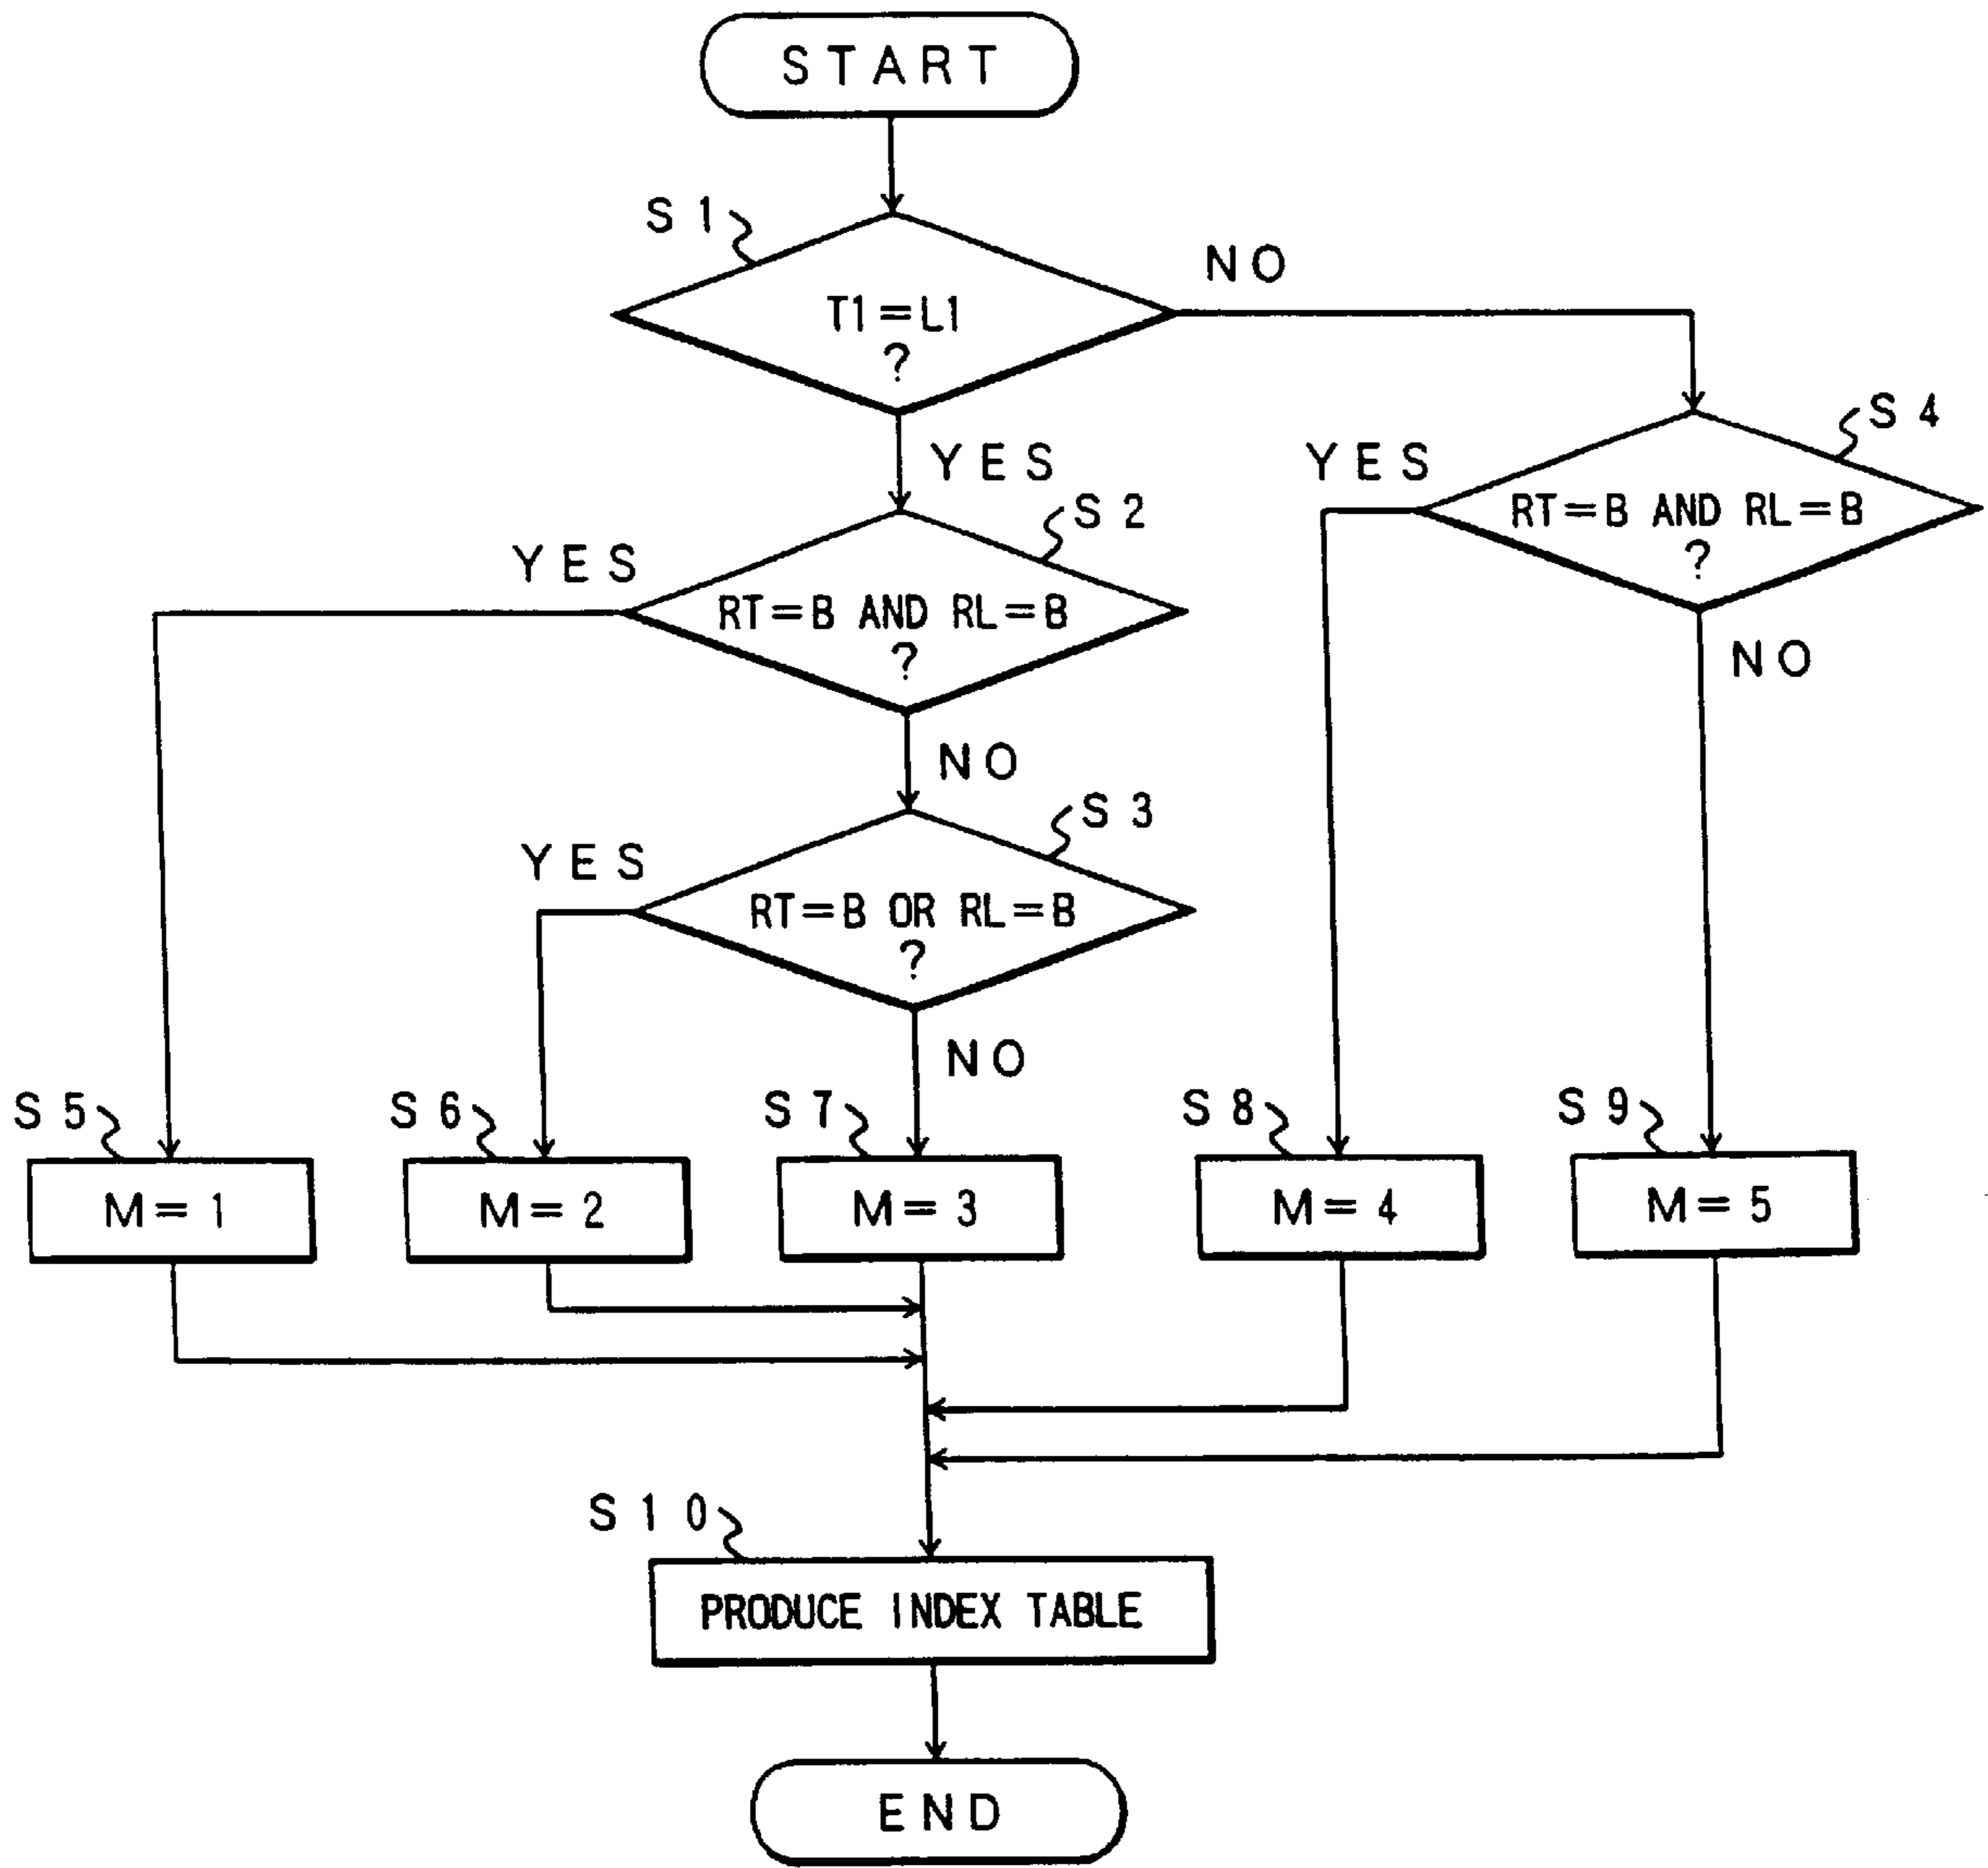 START
S1
NO
T1=L1
?
S4
YES
YES
RT=B AND RL=B
?
S2
YES
RT=B AND RL=B
?
NO
NO
S3
YES
RT=B OR RL=B
?
NO
S5
S6
S7
S8
S9
M=1
M=2
M=3
M=4
M=5
S10
PRODUCE INDEX TABLE
END